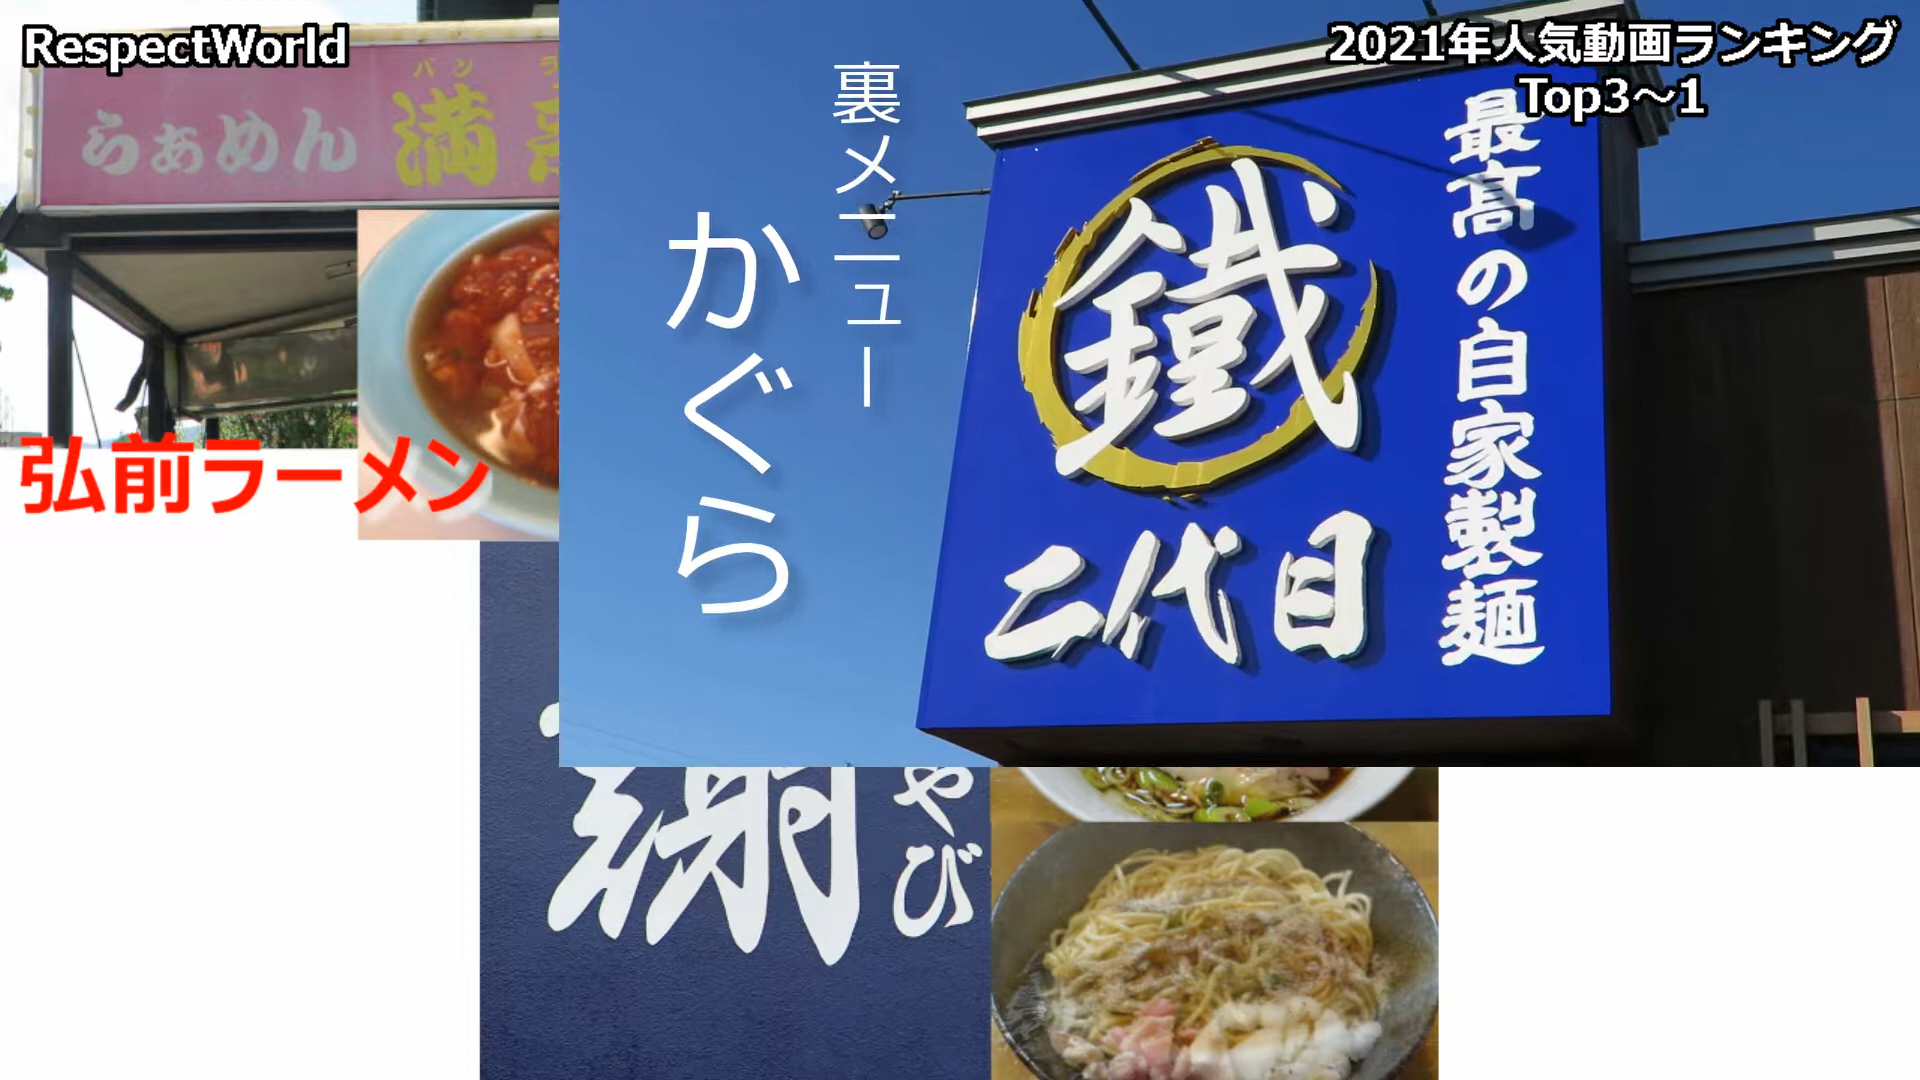 RespectWorld
2021年人気動画ランキング
Top3～1
パン
らぁめん 満
弘前ラーメン
裏メニュー
かぐら
鐵
二代目
最高の自家製麺
やび